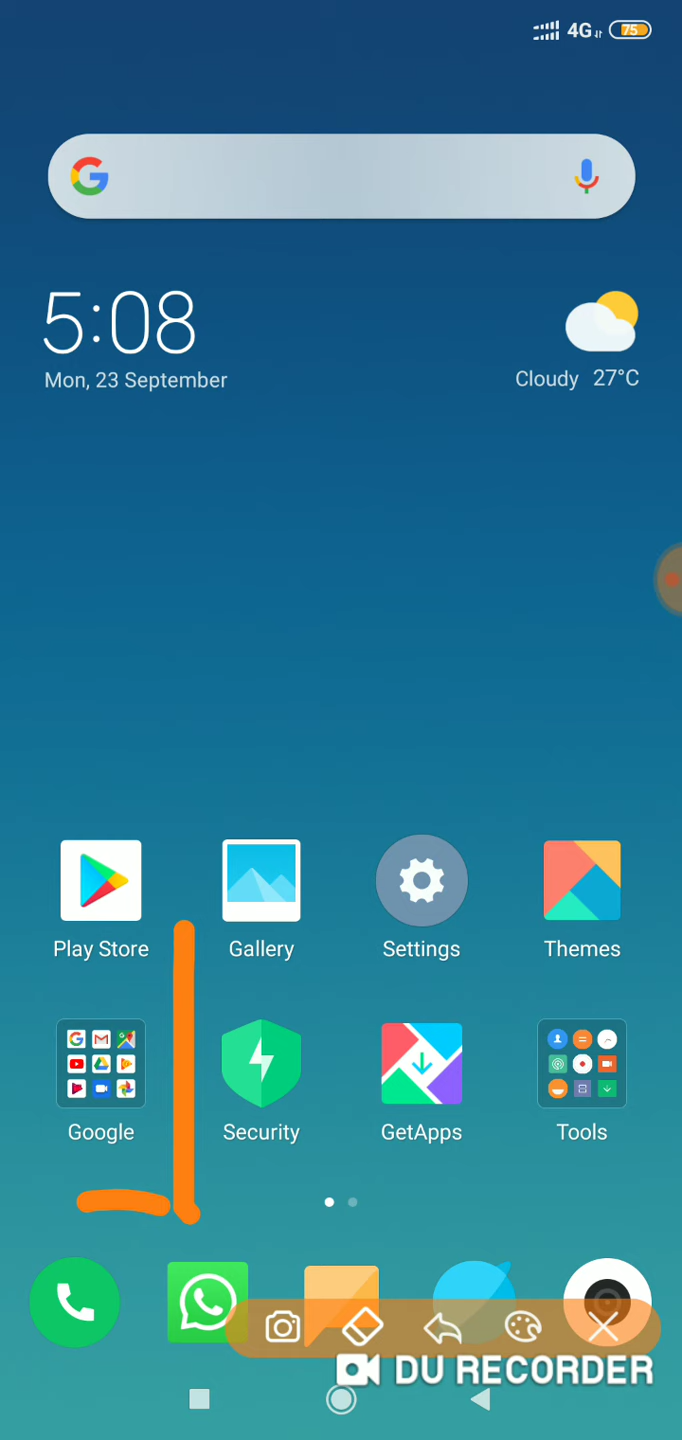 4G 75
5:08
Mon, 23 September
Cloudy 27°C
Play Store Gallery Settings Themes
Google Security GetApps Tools
DU RECORDER